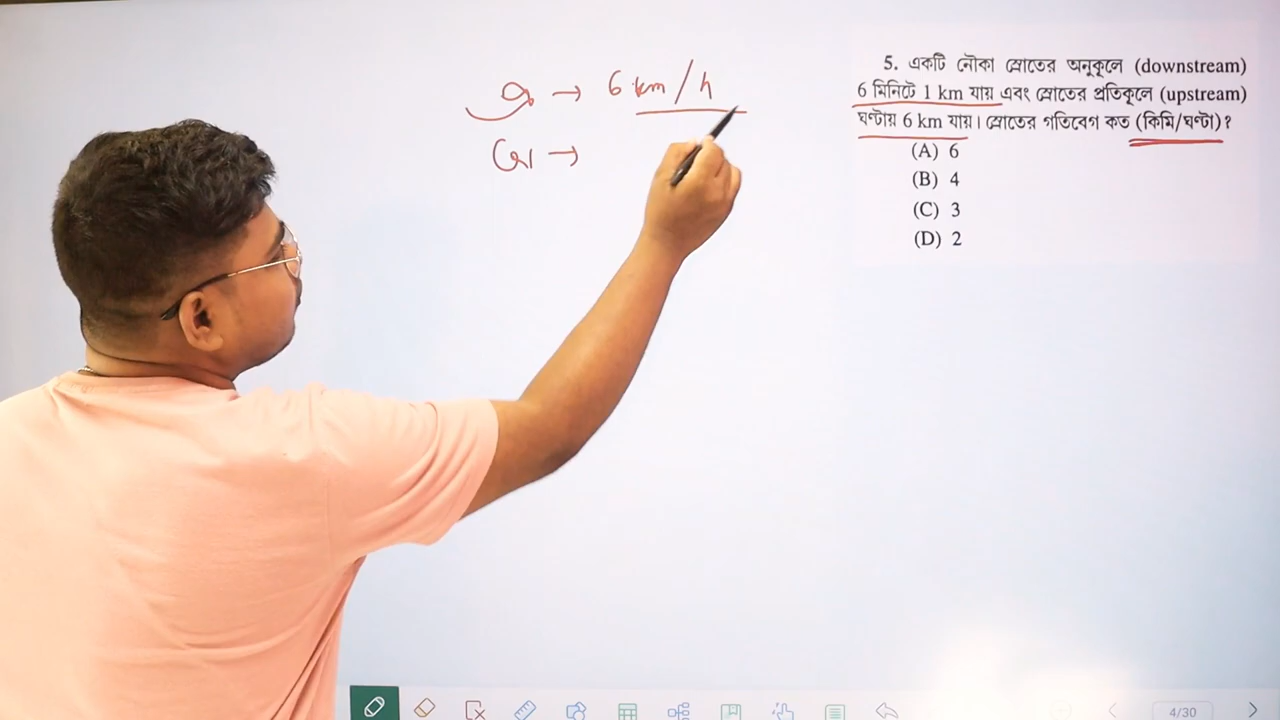 → 6 km/h
→
5. একটি নৌকা স্রোতের অনুকূলে (downstream)
6 মিনিটে 1 km যায় এবং স্রোতের প্রতিকূলে (upstream)
ঘণ্টায় 6 km যায়। স্রোতের গতিবেগ কত (কিমি/ঘণ্টা)?
(A) 6
(B) 4
(C) 3
(D) 2
4/30